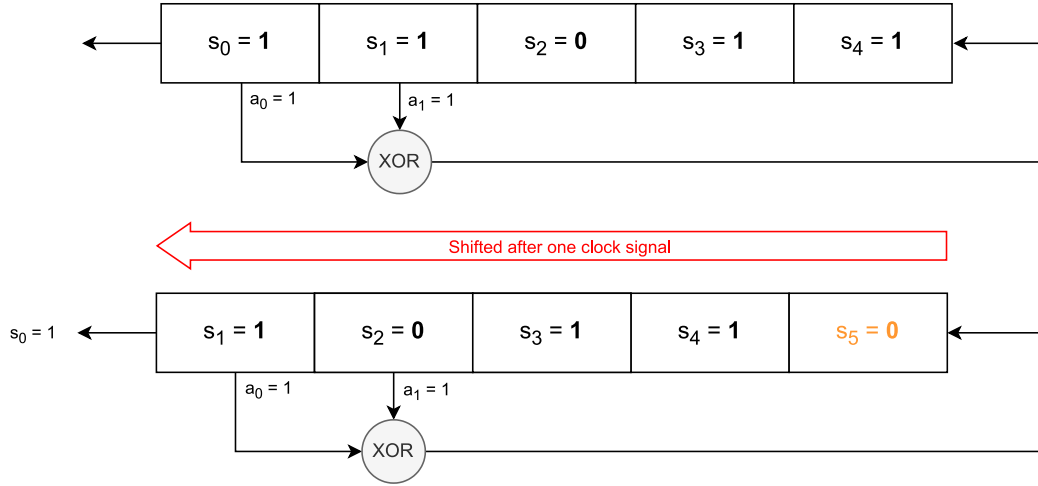 s₀ = 1 s₁ = 1 s₂ = 0 s₃ = 1 s₄ = 1
a₀ = 1 a₁ = 1
XOR
Shifted after one clock signal
s₀ = 1 s₁ = 1 s₂ = 0 s₃ = 1 s₄ = 1 s₅ = 0
a₀ = 1 a₁ = 1
XOR